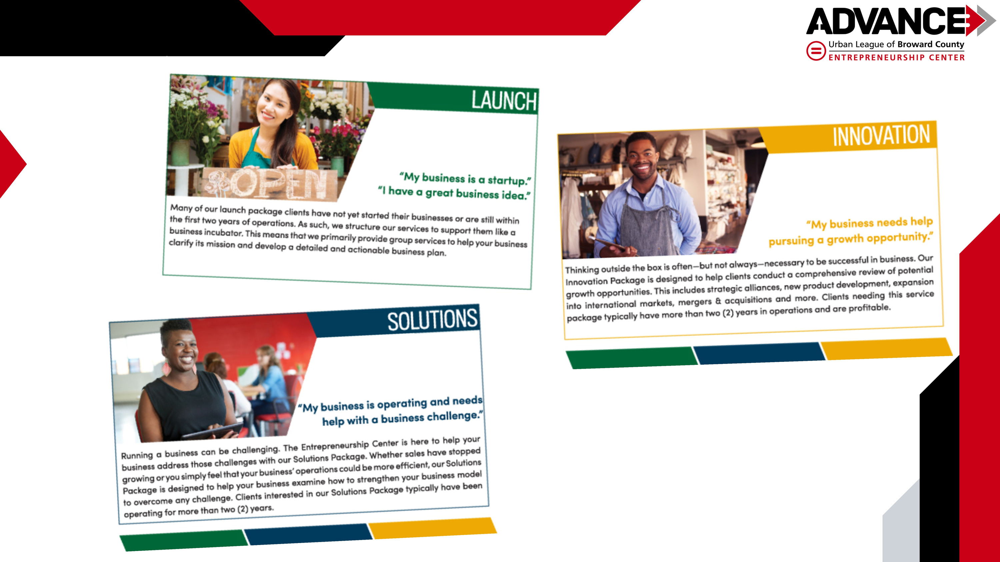 ADVANCE
Urban League of Broward County
ENTREPRENEURSHIP CENTER
LAUNCH
OPEN
“My business is a startup.”
“I have a great business idea.”
Many of our launch package clients have not yet started their businesses or are still within
the first two years of operations. As such, we structure our services to support them like a
business incubator. This means that we primarily provide group services to help your business
clarify its mission and develop a detailed and actionable business plan.
INNOVATION
“My business needs help
pursuing a growth opportunity.”
Thinking outside the box is often—but not always—necessary to be successful in business. Our
Innovation Package is designed to help clients conduct a comprehensive review of potential
growth opportunities. This includes strategic alliances, new product development, expansion
into international markets, mergers & acquisitions and more. Clients needing this service
package typically have more than two (2) years in operations and are profitable.
SOLUTIONS
“My business is operating and needs
help with a business challenge.”
Running a business can be challenging. The Entrepreneurship Center is here to help your
business address those challenges with our Solutions Package. Whether sales have stopped
growing or you simply feel that your business’ operations could be more efficient, our Solutions
Package is designed to help your business examine how to strengthen your business model
to overcome any challenge. Clients interested in our Solutions Package typically have been
operating for more than two (2) years.